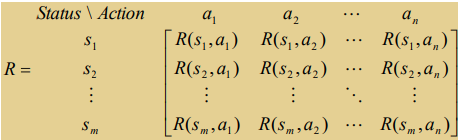 Status \ Action a₁ a₂ ⋯ aₙ
s₁ R(s₁,a₁) R(s₁,a₂) ⋯ R(s₁,aₙ)
R = s₂ R(s₂,a₁) R(s₂,a₂) ⋯ R(s₂,aₙ)
⋮ ⋮ ⋮ ⋱ ⋮
sₘ R(sₘ,a₁) R(sₘ,a₂) ⋯ R(sₘ,aₙ)